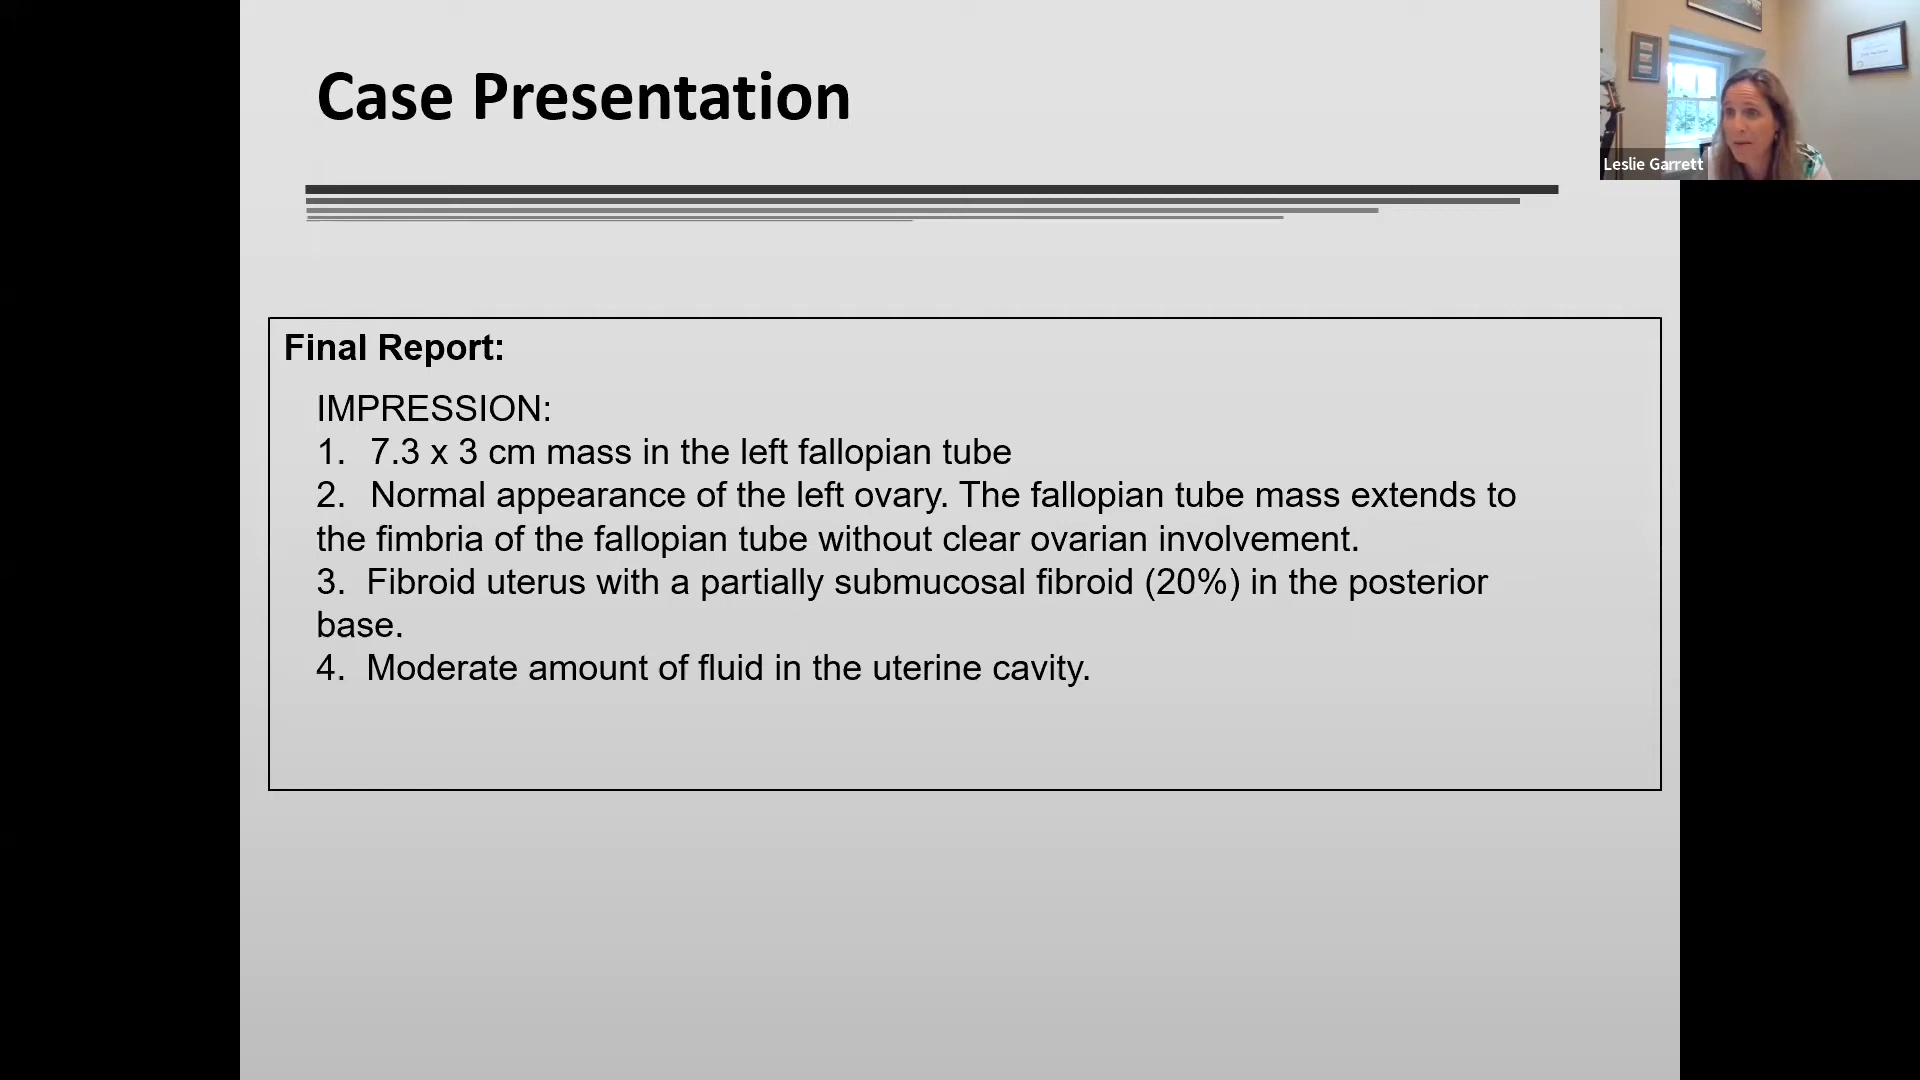 Case Presentation
Leslie Garrett
Final Report:
IMPRESSION:
1. 7.3 x 3 cm mass in the left fallopian tube
2. Normal appearance of the left ovary. The fallopian tube mass extends to
the fimbria of the fallopian tube without clear ovarian involvement.
3. Fibroid uterus with a partially submucosal fibroid (20%) in the posterior
base.
4. Moderate amount of fluid in the uterine cavity.